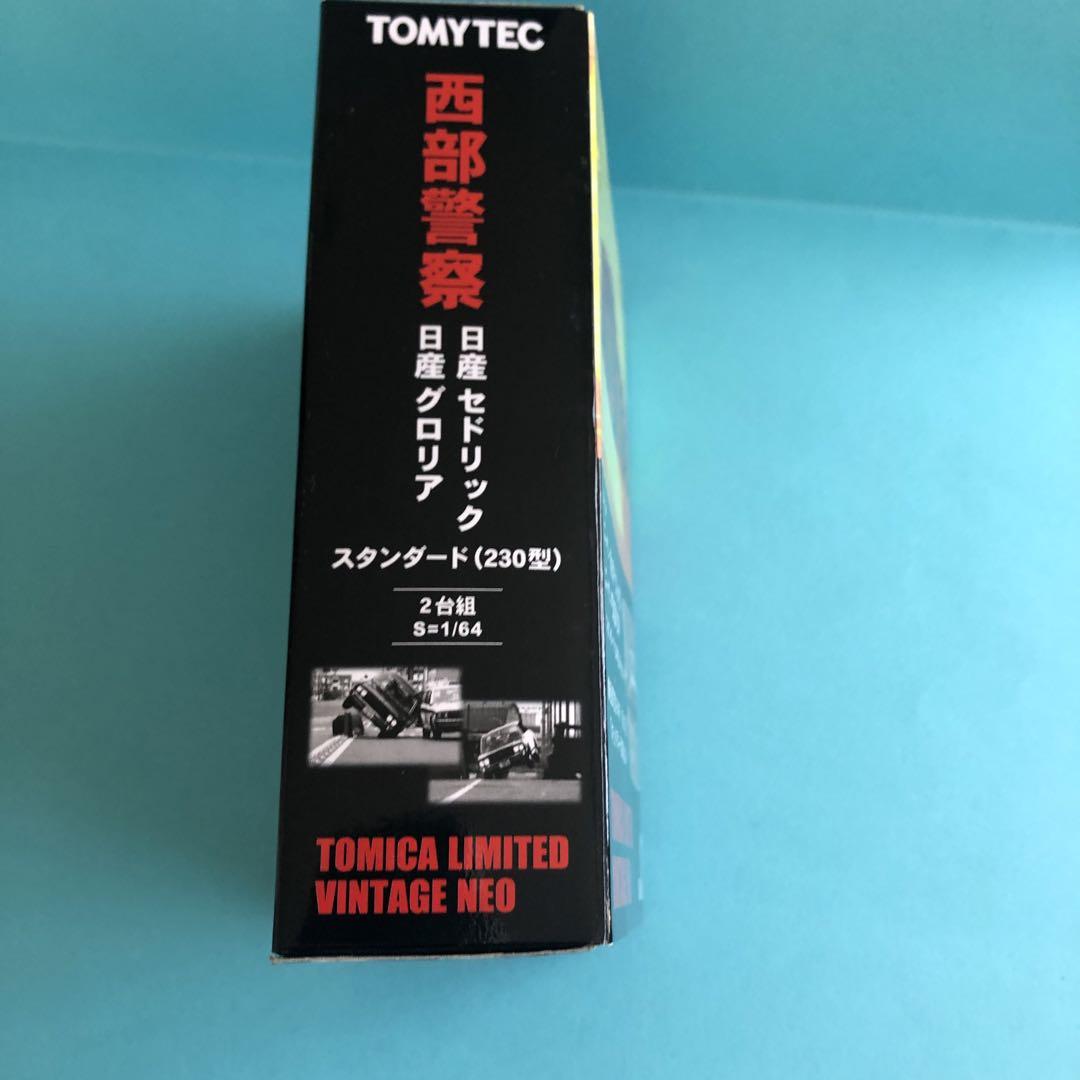 TOMYTEC
西部警察
日産 セドリック
日産 グロリア
スタンダード(230型)
2台組
S=1/64
TOMICA LIMITED
VINTAGE NEO